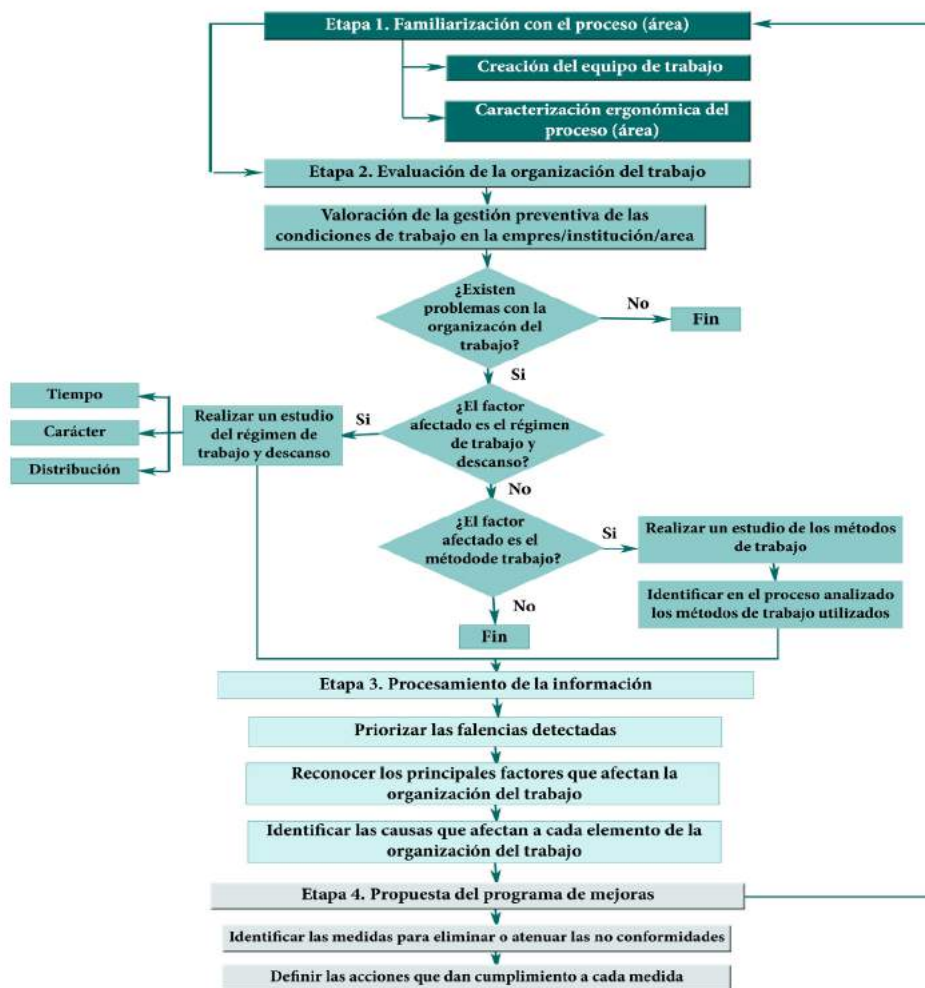 Etapa 1. Familiarización con el proceso (área)
Creación del equipo de trabajo
Caracterización ergonómica del
proceso (área)
Etapa 2. Evaluación de la organización del trabajo
Valoración de la gestión preventiva de las
condiciones de trabajo en la empres/institución/area
¿Existen
problemas con la
organizacón del
trabajo?
No
Fin
Si
Tiempo
Carácter
Distribución
Realizar un estudio
del régimen de
trabajo y descanso
Si
¿El factor
afectado es el régimen
de trabajo y
descanso?
No
¿El factor
afectado es el
métodode trabajo?
Si
Realizar un estudio de los métodos
de trabajo
Identificar en el proceso analizado
los métodos de trabajo utilizados
No
Fin
Etapa 3. Procesamiento de la información
Priorizar las falencias detectadas
Reconocer los principales factores que afectan la
organización del trabajo
Identificar las causas que afectan a cada elemento de la
organización del trabajo
Etapa 4. Propuesta del programa de mejoras
Identificar las medidas para eliminar o atenuar las no conformidades
Definir las acciones que dan cumplimiento a cada medida